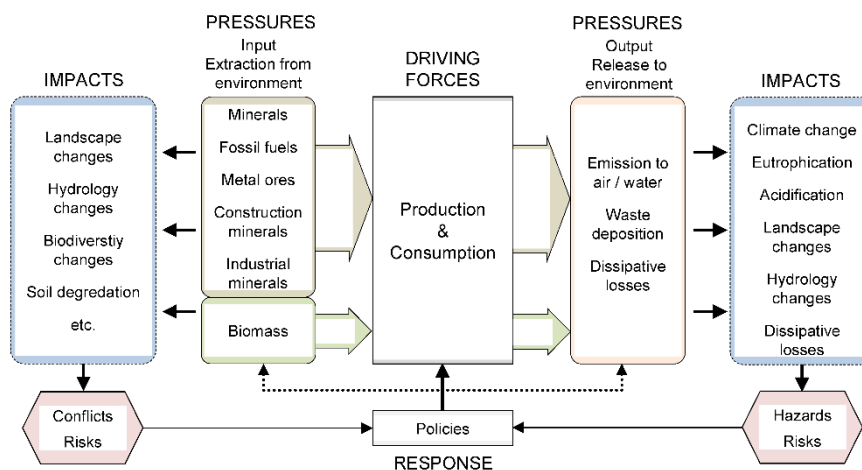 PRESSURES
Input
Extraction from
environment
PRESSURES
Output
Release to
environment
DRIVING
FORCES
IMPACTS
IMPACTS
Landscape
changes
Hydrology
changes
Biodiverstiy
changes
Soil degredation
etc.
Minerals
Fossil fuels
Metal ores
Construction
minerals
Industrial
minerals
Biomass
Production
&
Consumption
Emission to
air / water
Waste
deposition
Dissipative
losses
Climate change
Eutrophication
Acidification
Landscape
changes
Hydrology
changes
Dissipative
losses
Conflicts
Risks
Policies
RESPONSE
Hazards
Risks